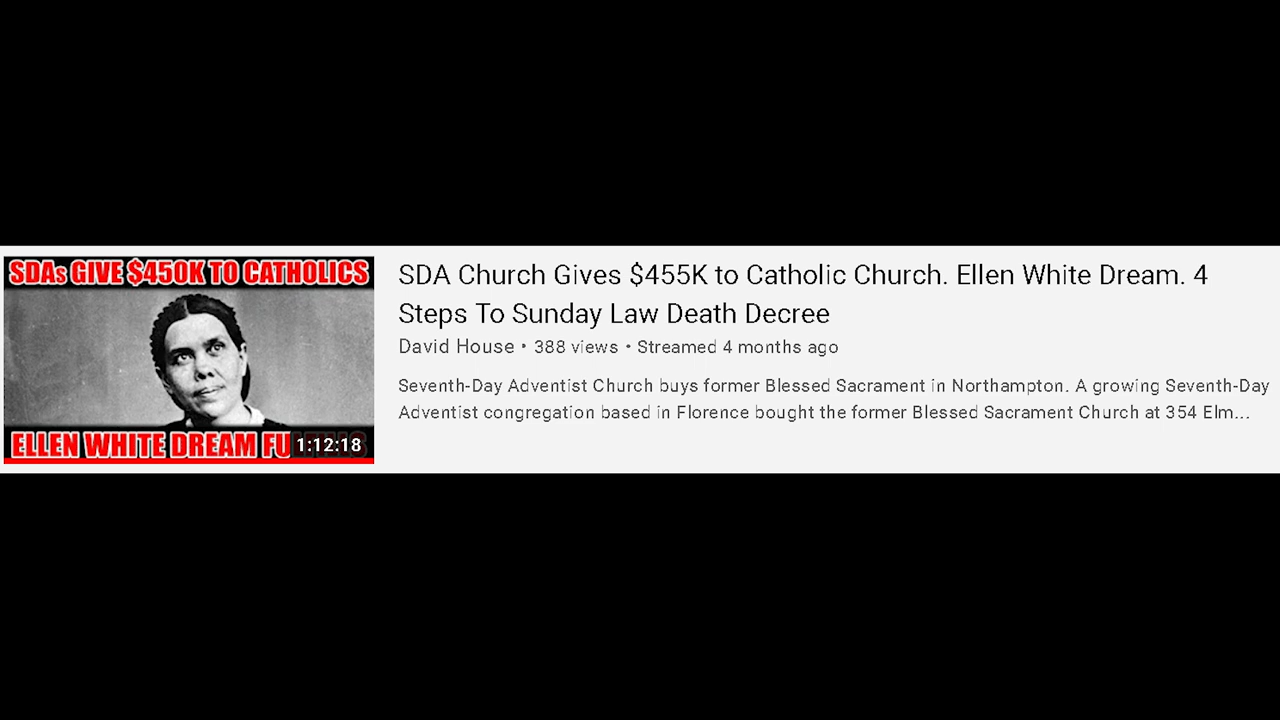 SDAs GIVE $450K TO CATHOLICS
ELLEN WHITE DREAM
1:12:18
SDA Church Gives $455K to Catholic Church. Ellen White Dream. 4
Steps To Sunday Law Death Decree
David House • 388 views • Streamed 4 months ago
Seventh-Day Adventist Church buys former Blessed Sacrament in Northampton. A growing Seventh-Day
Adventist congregation based in Florence bought the former Blessed Sacrament Church at 354 Elm...